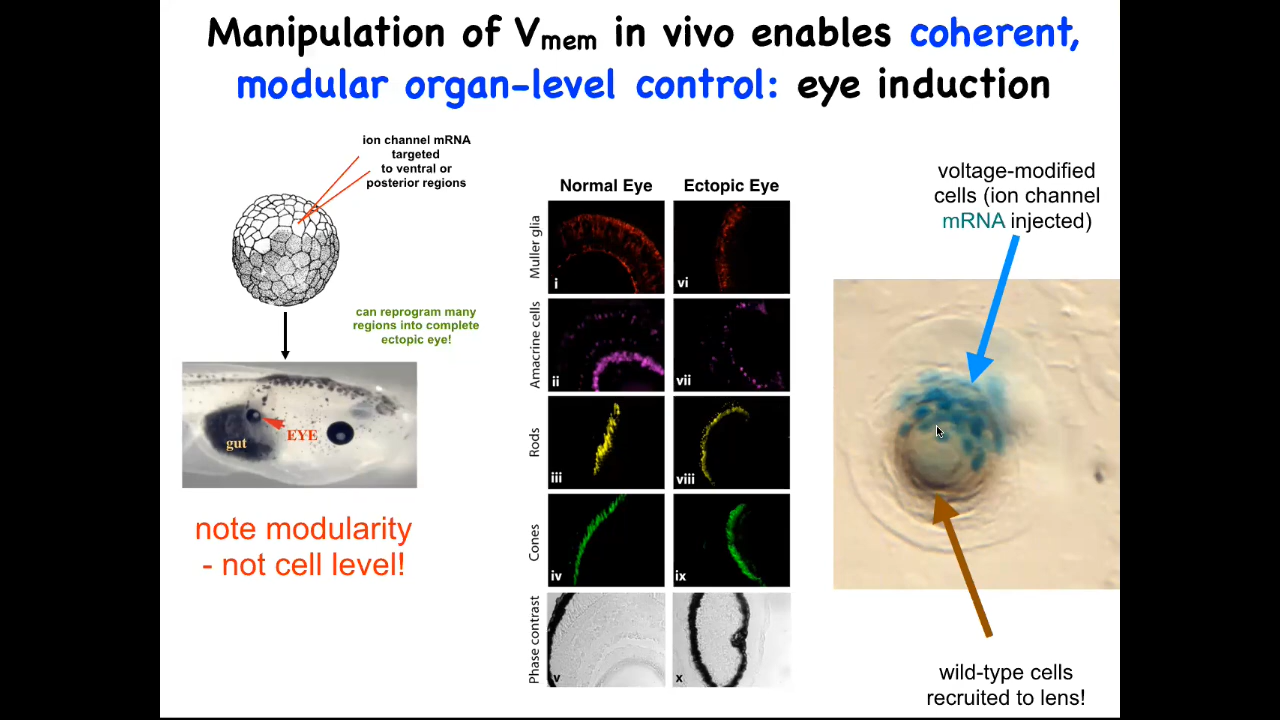 Manipulation of Vmem in vivo enables coherent,
modular organ-level control: eye induction
ion channel mRNA
targeted
to ventral or
posterior regions
can reprogram many
regions into complete
ectopic eye!
gut
EYE
note modularity
- not cell level!
Normal Eye
Ectopic Eye
Muller glia
i
vi
Amacrine cells
ii
vii
Rods
iii
viii
Cones
iv
ix
Phase contrast
v
x
voltage-modified
cells (ion channel
mRNA injected)
wild-type cells
recruited to lens!